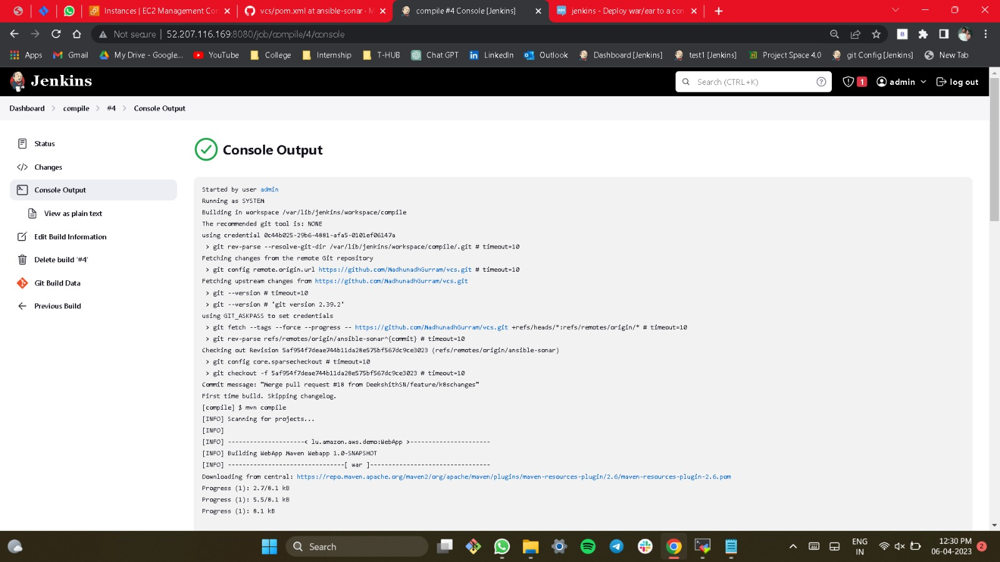 Instances | EC2 Management Con
vcs/pom.xml at ansible-sonar · M
compile #4 Console [Jenkins]
jenkins - Deploy war/ear to a con
Not secure | 52.207.116.169:8080/job/compile/4/console
Apps Gmail My Drive - Google... YouTube College Internship T-HUB Chat GPT LinkedIn Outlook Dashboard [Jenkins] test1 [Jenkins] Project Space 4.0 git Config [Jenkins] New Tab
Jenkins
Search (CTRL+K) ? 1 admin log out
Dashboard > compile > #4 > Console Output
Status
Changes
Console Output
View as plain text
Edit Build Information
Delete build '#4'
Git Build Data
Previous Build
Console Output
Started by user admin
Running as SYSTEM
Building in workspace /var/lib/jenkins/workspace/compile
The recommended git tool is: NONE
using credential 0c44b025-29b6-4881-afa5-0101ef06147a
> git rev-parse --resolve-git-dir /var/lib/jenkins/workspace/compile/.git # timeout=10
Fetching changes from the remote Git repository
> git config remote.origin.url https://github.com/MadhunadhGurram/vcs.git # timeout=10
Fetching upstream changes from https://github.com/MadhunadhGurram/vcs.git
> git --version # timeout=10
> git --version # 'git version 2.39.2'
using GIT_ASKPASS to set credentials
> git fetch --tags --force --progress -- https://github.com/MadhunadhGurram/vcs.git +refs/heads/*:refs/remotes/origin/* # timeout=10
> git rev-parse refs/remotes/origin/ansible-sonar^{commit} # timeout=10
Checking out Revision 5af954f7deae744b11da28e575bf567dc9ce3023 (refs/remotes/origin/ansible-sonar)
> git config core.sparsecheckout # timeout=10
> git checkout -f 5af954f7deae744b11da28e575bf567dc9ce3023 # timeout=10
Commit message: "Merge pull request #18 from DeekshithSN/feature/k8schanges"
First time build. Skipping changelog.
[compile] $ mvn compile
[INFO] Scanning for projects...
[INFO]
[INFO] ---------------------< lu.amazon.aws.demo:WebApp >----------------------
[INFO] Building WebApp Maven Webapp 1.0-SNAPSHOT
[INFO] --------------------------------[ war ]---------------------------------
Downloading from central: https://repo.maven.apache.org/maven2/org/apache/maven/plugins/maven-resources-plugin/2.6/maven-resources-plugin-2.6.pom
Progress (1): 2.7/8.1 kB
Progress (1): 5.5/8.1 kB
Progress (1): 8.1 kB
Search
ENG
IN
12:30 PM
06-04-2023
2